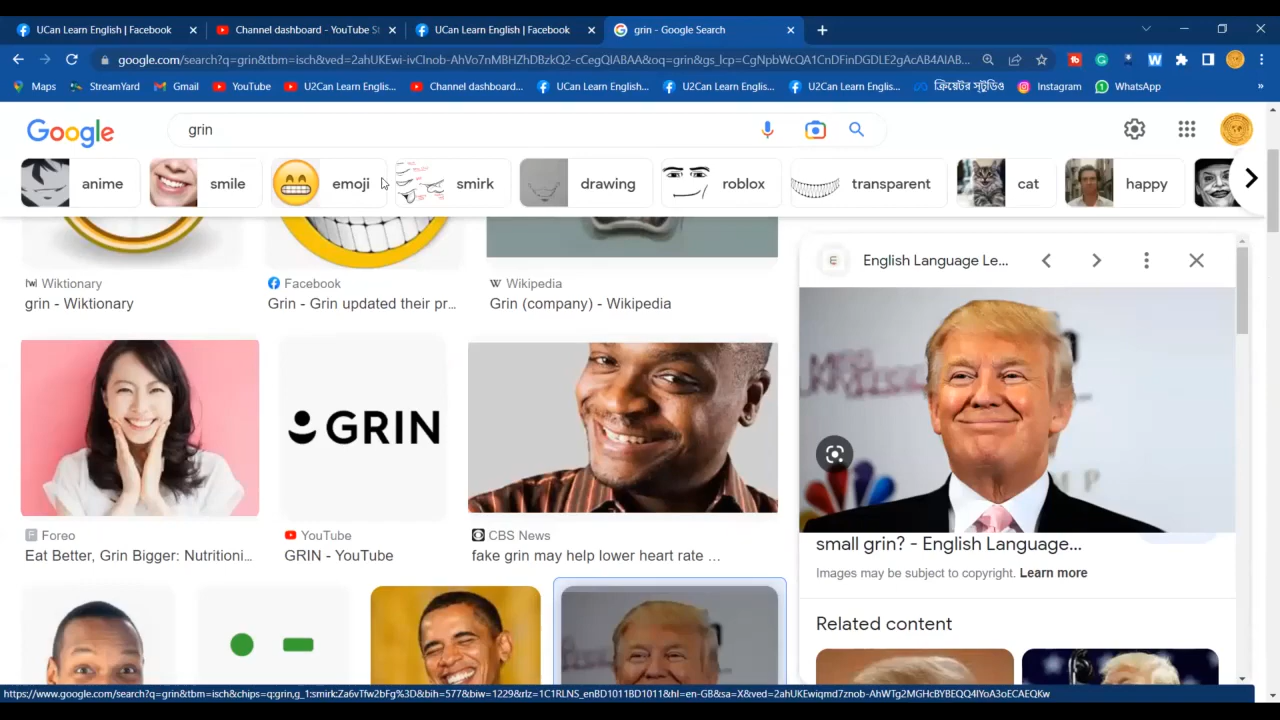 UCan Learn English | Facebook
Channel dashboard - YouTube St
UCan Learn English | Facebook
grin - Google Search
google.com/search?q=grin&tbm=isch&ved=2ahUKEwi-ivClnob-AhVo7nMBHZhDBzkQ2-cCegQIABAA&oq=grin&gs_lcp=CgNpbWcQA1CnDFinDGDLE2gAcAB4AIAB...
Maps
StreamYard
Gmail
YouTube
U2Can Learn Englis...
Channel dashboard...
UCan Learn English...
U2Can Learn Englis...
U2Can Learn Englis...
ক্রিয়েটর স্টুডিও
Instagram
WhatsApp
»
Google
grin
anime
smile
emoji
smirk
drawing
roblox
transparent
cat
happy
Wiktionary
grin - Wiktionary
Facebook
Grin - Grin updated their pr...
Wikipedia
Grin (company) - Wikipedia
English Language Le...
GRIN
Foreo
Eat Better, Grin Bigger: Nutritioni...
YouTube
GRIN - YouTube
CBS News
fake grin may help lower heart rate ...
small grin? - English Language...
Images may be subject to copyright. Learn more
Related content
https://www.google.com/search?q=grin&tbm=isch&chips=q:grin,g_1:smirk:Za6vTfw2bFg%3D&bih=577&biw=1229&rlz=1C1RLNS_enBD1011BD1011&hl=en-GB&sa=X&ved=2ahUKEwiqmd7znob-AhWTg2MGHcBYBEQQ4lYoA3oECAEQKw